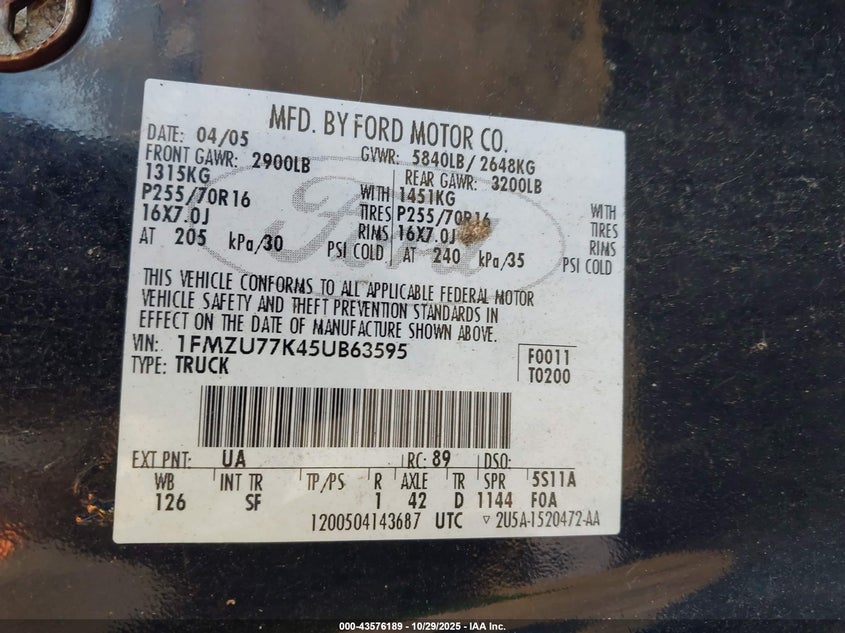 MFD. BY FORD MOTOR CO.
DATE: 04/05 GVWR: 5840LB/ 2648KG
FRONT GAWR: 2900LB REAR GAWR: 3200LB
1315KG WITH 1451KG WITH
P255/70R16 TIRES P255/70R16 TIRES
16X7.0J RIMS 16X7.0J RIMS
AT 205 kPa/30 PSI COLD AT 240 kPa/35 PSI COLD
Ford
THIS VEHICLE CONFORMS TO ALL APPLICABLE FEDERAL MOTOR
VEHICLE SAFETY AND THEFT PREVENTION STANDARDS IN
EFFECT ON THE DATE OF MANUFACTURE SHOWN ABOVE.
VIN: 1FMZU77K45UB63595 F0011
TYPE: TRUCK T0200
EXT PNT: UA RC: 89 DSO:
WB INT TR TP/PS R AXLE TR SPR 5S11A
126 SF 1 42 D 1144 F0A
1200504143687 UTC ▽ 2U5A-1520472-AA
000-43576189 - 10/29/2025 - IAA Inc.